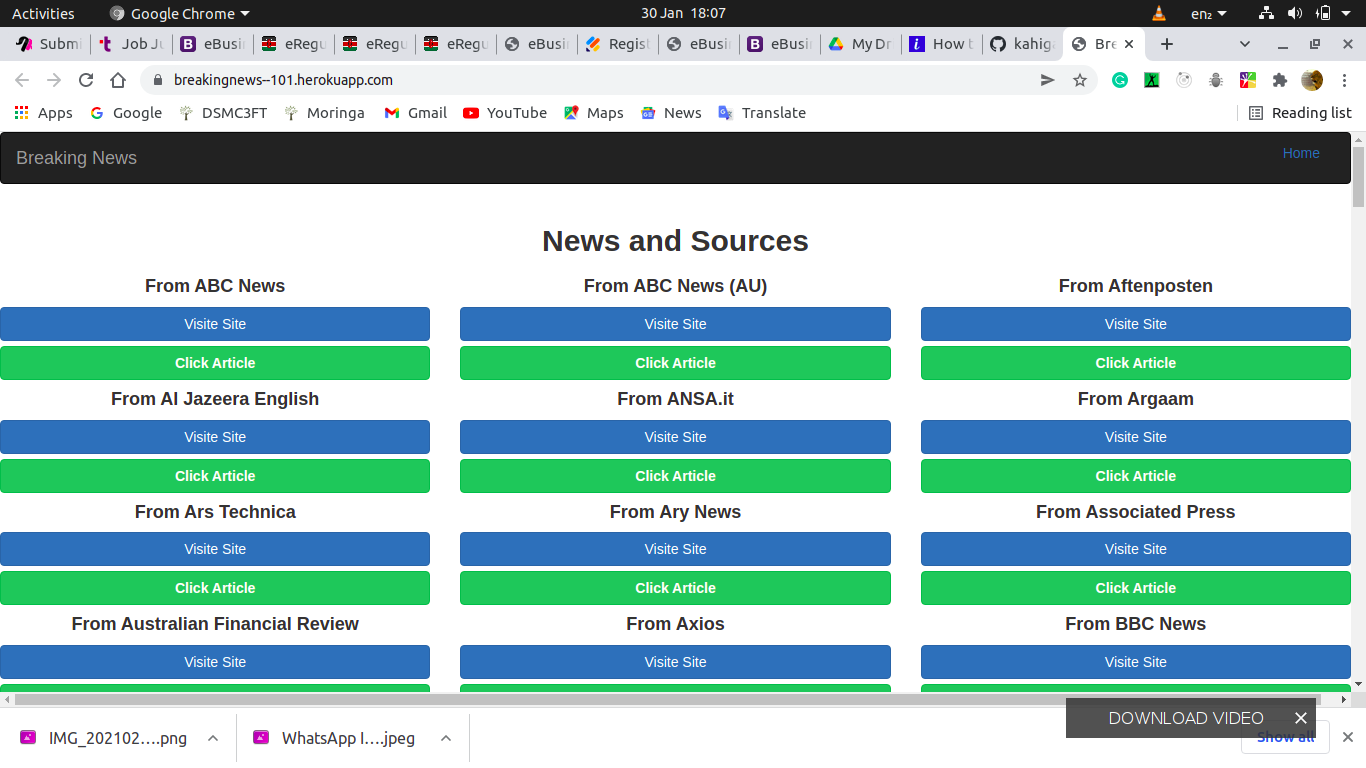 Activities Google Chrome 30 Jan 18:07 en₂
Submi Job Ju eBusi eRegu eRegu eRegu eBusi Regist eBusi eBusi My Dr How t kahiga Bre
breakingnews--101.herokuapp.com
Apps Google DSMC3FT Moringa Gmail YouTube Maps News Translate Reading list
Breaking News Home
News and Sources
From ABC News From ABC News (AU) From Aftenposten
Visite Site Visite Site Visite Site
Click Article Click Article Click Article
From Al Jazeera English From ANSA.it From Argaam
Visite Site Visite Site Visite Site
Click Article Click Article Click Article
From Ars Technica From Ary News From Associated Press
Visite Site Visite Site Visite Site
Click Article Click Article Click Article
From Australian Financial Review From Axios From BBC News
Visite Site Visite Site Visite Site
DOWNLOAD VIDEO
IMG_202102....png WhatsApp I....jpeg Show all